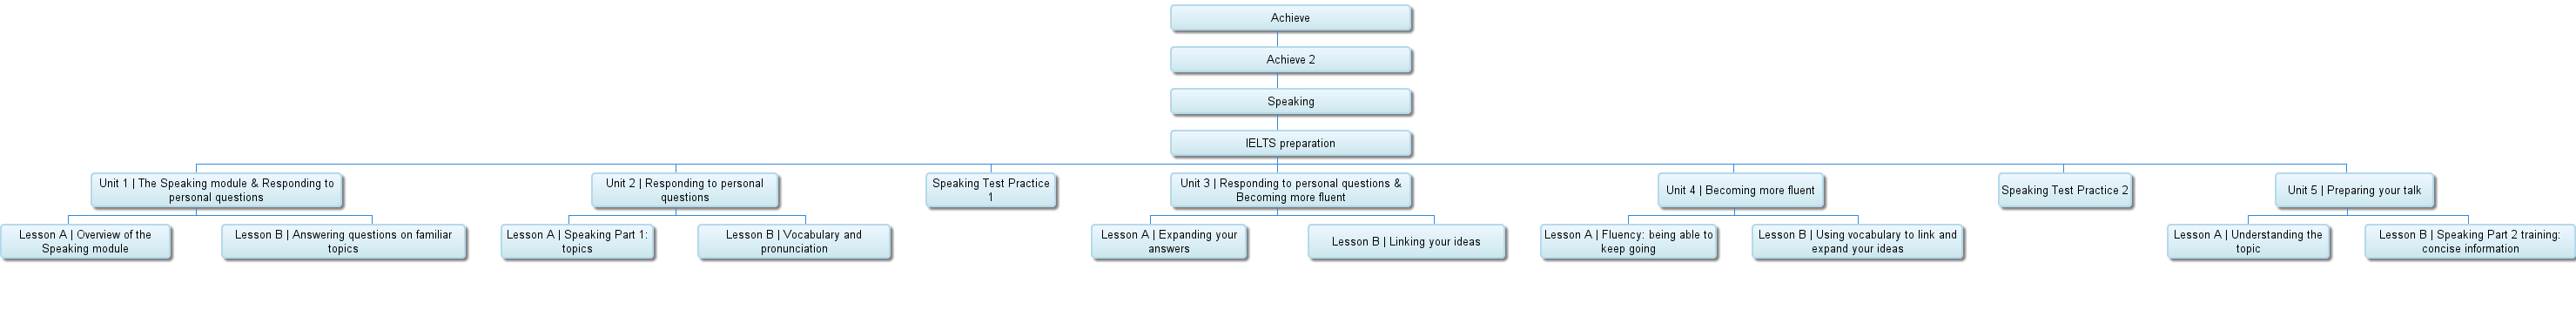 Achieve
Achieve 2
Speaking
IELTS preparation
Unit 1 | The Speaking module & Responding to
personal questions
Unit 2 | Responding to personal
questions
Speaking Test Practice
1
Unit 3 | Responding to personal questions &
Becoming more fluent
Unit 4 | Becoming more fluent
Speaking Test Practice 2
Unit 5 | Preparing your talk
Lesson A | Overview of the
Speaking module
Lesson B | Answering questions on familiar
topics
Lesson A | Speaking Part 1:
topics
Lesson B | Vocabulary and
pronunciation
Lesson A | Expanding your
answers
Lesson B | Linking your ideas
Lesson A | Fluency: being able to
keep going
Lesson B | Using vocabulary to link and
expand your ideas
Lesson A | Understanding the
topic
Lesson B | Speaking Part 2 training:
concise information